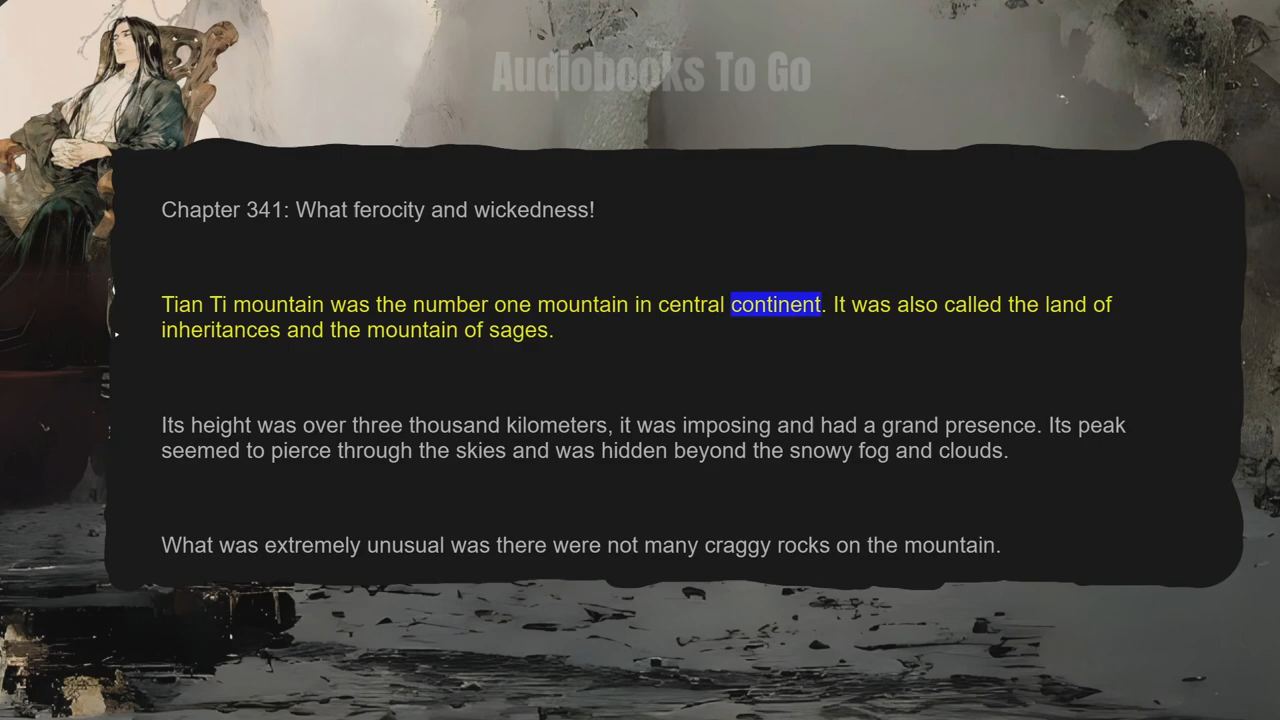 Audiobooks To Go
Chapter 341: What ferocity and wickedness!
Tian Ti mountain was the number one mountain in central continent. It was also called the land of
inheritances and the mountain of sages.
Its height was over three thousand kilometers, it was imposing and had a grand presence. Its peak
seemed to pierce through the skies and was hidden beyond the snowy fog and clouds.
What was extremely unusual was there were not many craggy rocks on the mountain.